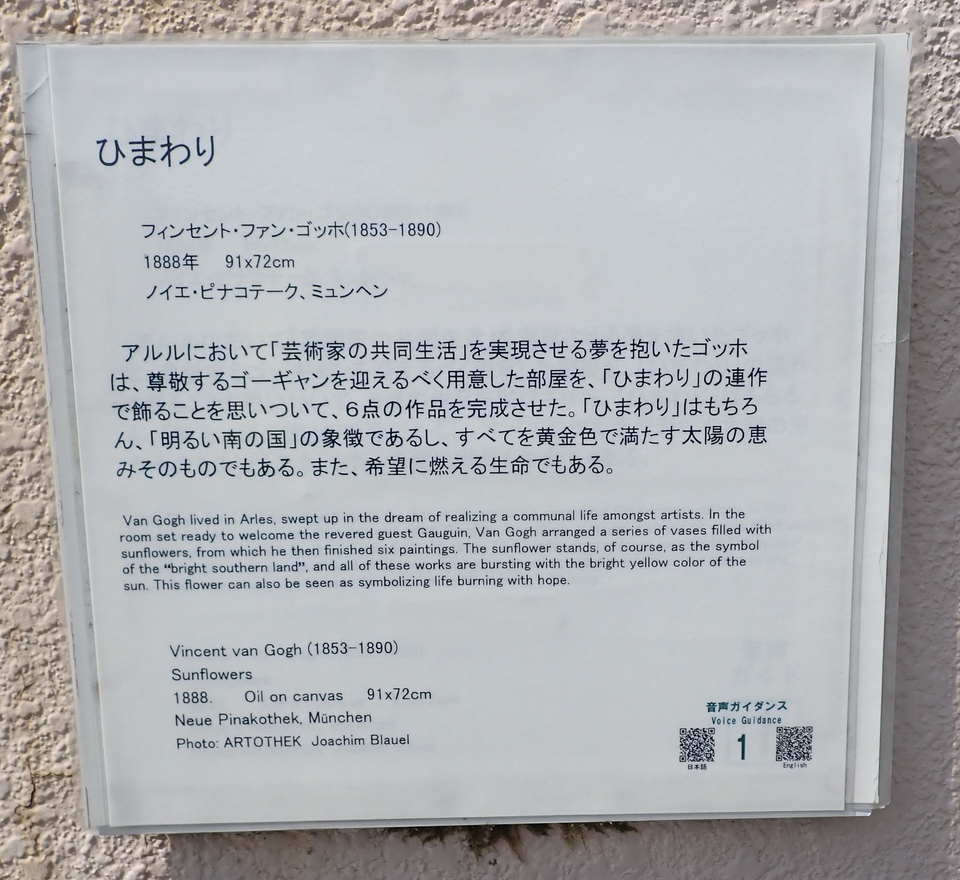 ひまわり
フィンセント・ファン・ゴッホ(1853-1890)
1888年 91x72cm
ノイエ・ピナコテーク、ミュンヘン
アルルにおいて「芸術家の共同生活」を実現させる夢を抱いたゴッホ
は、尊敬するゴーギャンを迎えるべく用意した部屋を、「ひまわり」の連作
で飾ることを思いついて、6点の作品を完成させた。「ひまわり」はもちろ
ん、「明るい南の国」の象徴であるし、すべてを黄金色で満たす太陽の恵
みそのものでもある。また、希望に燃える生命でもある。
Van Gogh lived in Arles, swept up in the dream of realizing a communal life amongst artists. In the
room set ready to welcome the revered guest Gauguin, Van Gogh arranged a series of vases filled with
sunflowers, from which he then finished six paintings. The sunflower stands, of course, as the symbol
of the “bright southern land”, and all of these works are bursting with the bright yellow color of the
sun. This flower can also be seen as symbolizing life burning with hope.
Vincent van Gogh (1853-1890)
Sunflowers
1888. Oil on canvas 91x72cm
Neue Pinakothek, München
Photo: ARTOTHEK Joachim Blauel
音声ガイダンス
Voice Guidance
1
日本語 English